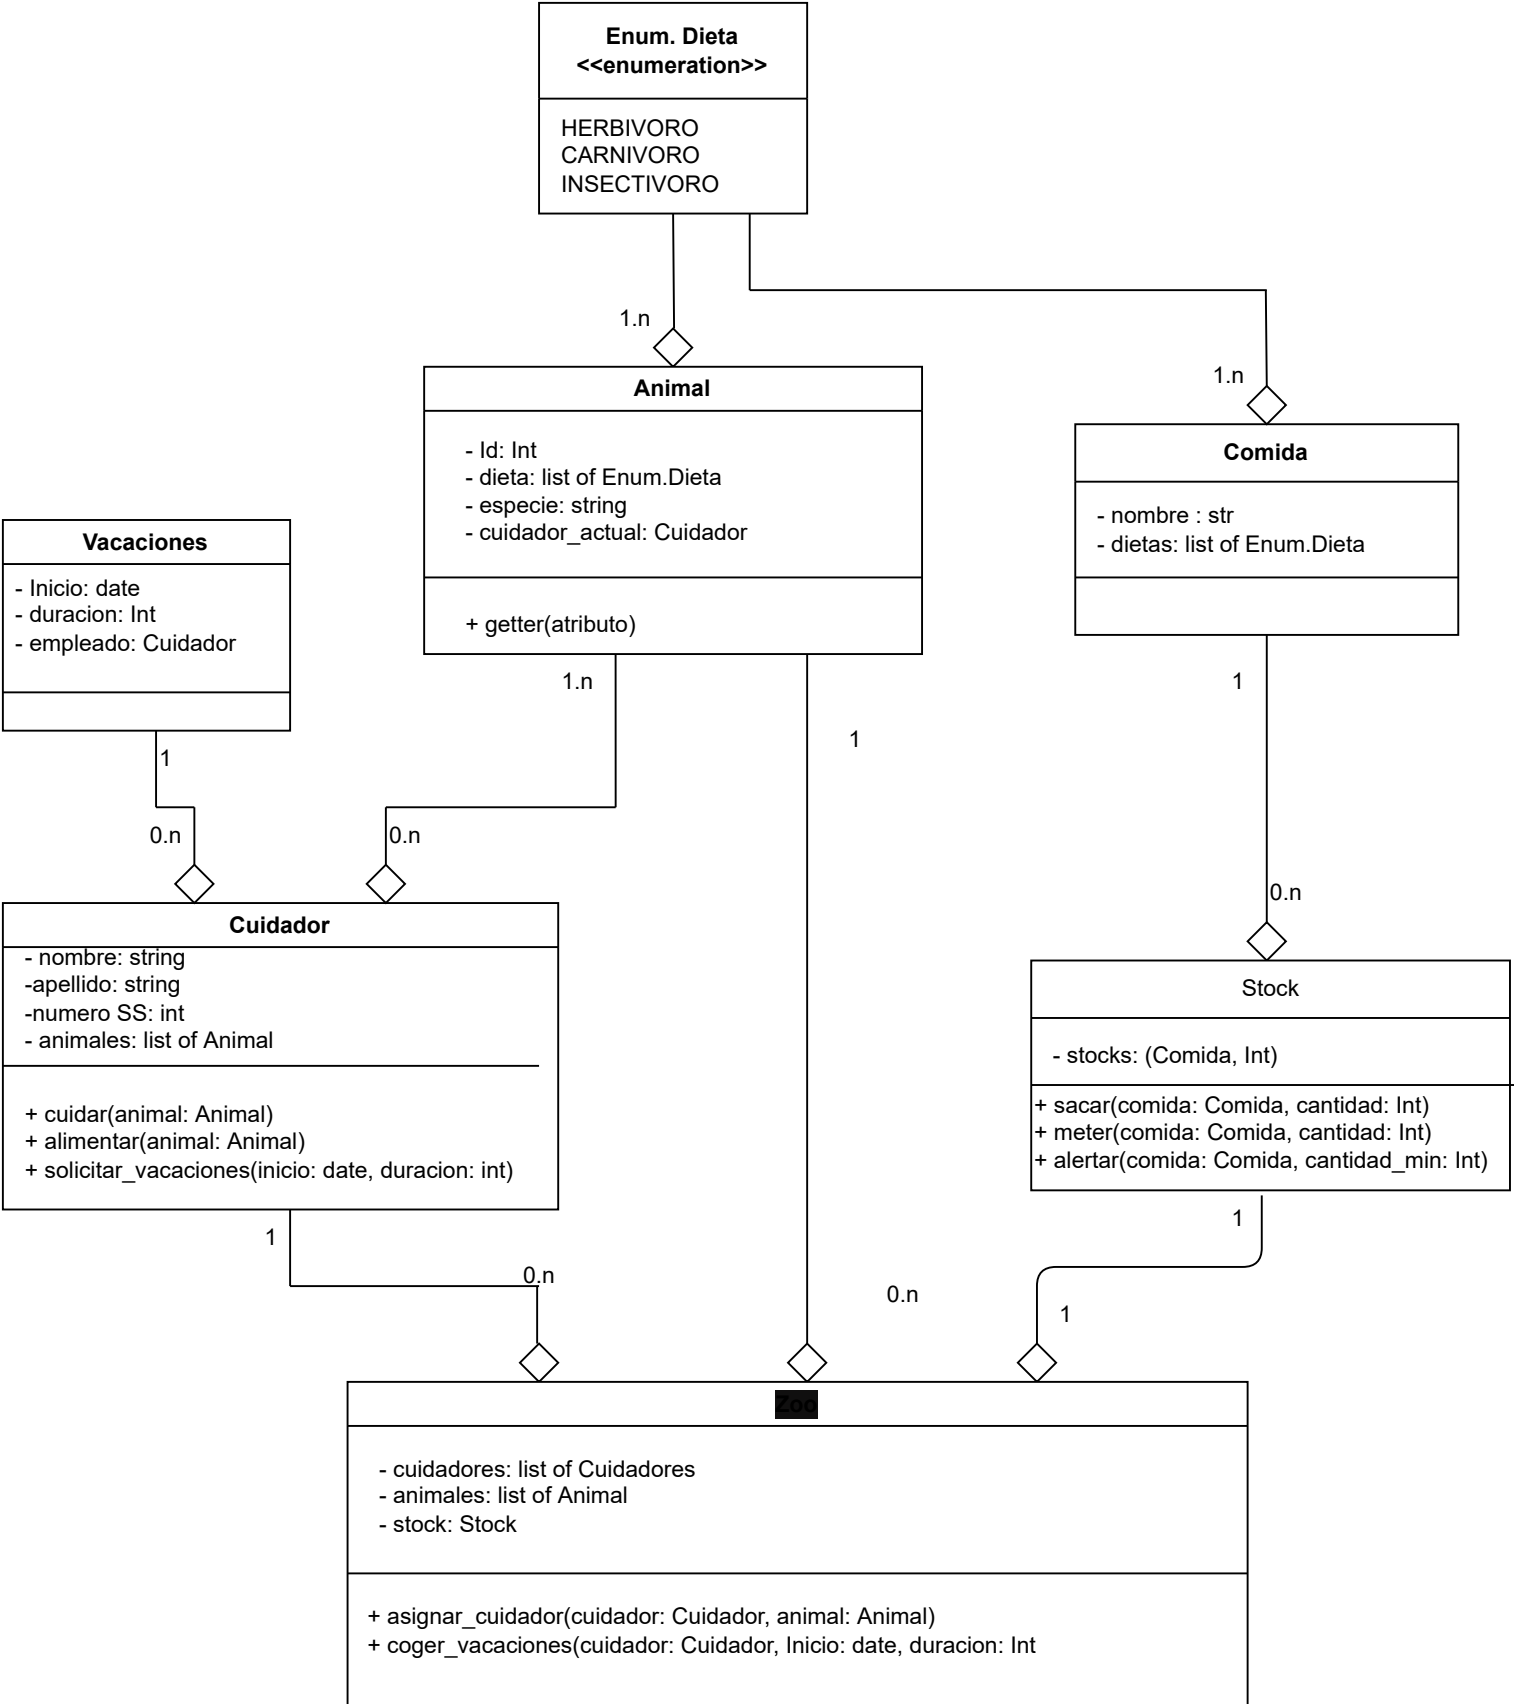 Enum. Dieta
<<enumeration>>
HERBIVORO
CARNIVORO
INSECTIVORO
1.n
1.n
Animal
- Id: Int
- dieta: list of Enum.Dieta
- especie: string
- cuidador_actual: Cuidador
+ getter(atributo)
Comida
- nombre : str
- dietas: list of Enum.Dieta
Vacaciones
- Inicio: date
- duracion: Int
- empleado: Cuidador
1.n
1
1
1
0.n
0.n
0.n
Cuidador
- nombre: string
-apellido: string
-numero SS: int
- animales: list of Animal
+ cuidar(animal: Animal)
+ alimentar(animal: Animal)
+ solicitar_vacaciones(inicio: date, duracion: int)
Stock
- stocks: (Comida, Int)
+ sacar(comida: Comida, cantidad: Int)
+ meter(comida: Comida, cantidad: Int)
+ alertar(comida: Comida, cantidad_min: Int)
1
1
0.n
0.n
1
Zoo
- cuidadores: list of Cuidadores
- animales: list of Animal
- stock: Stock
+ asignar_cuidador(cuidador: Cuidador, animal: Animal)
+ coger_vacaciones(cuidador: Cuidador, Inicio: date, duracion: Int